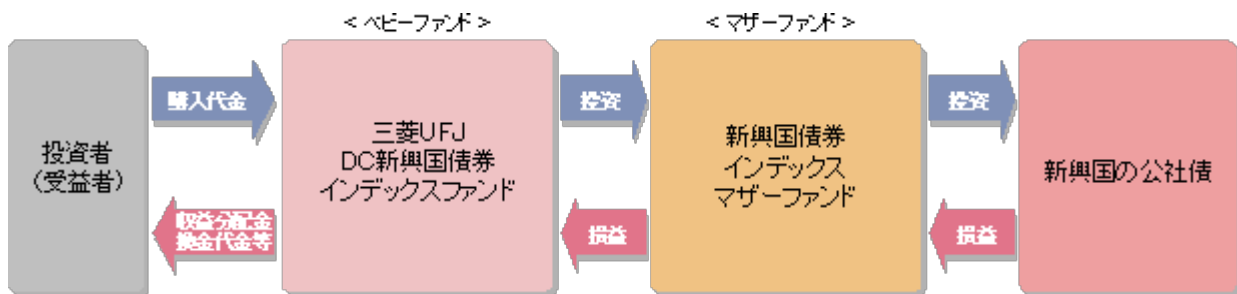 ＜ベビーファンド＞
＜マザーファンド＞
投資者
（受益者）
購入代金
収益分配金
換金代金等
三菱UFJ
DC新興国債券
インデックスファンド
投資
損益
新興国債券
インデックス
マザーファンド
投資
損益
新興国の公社債